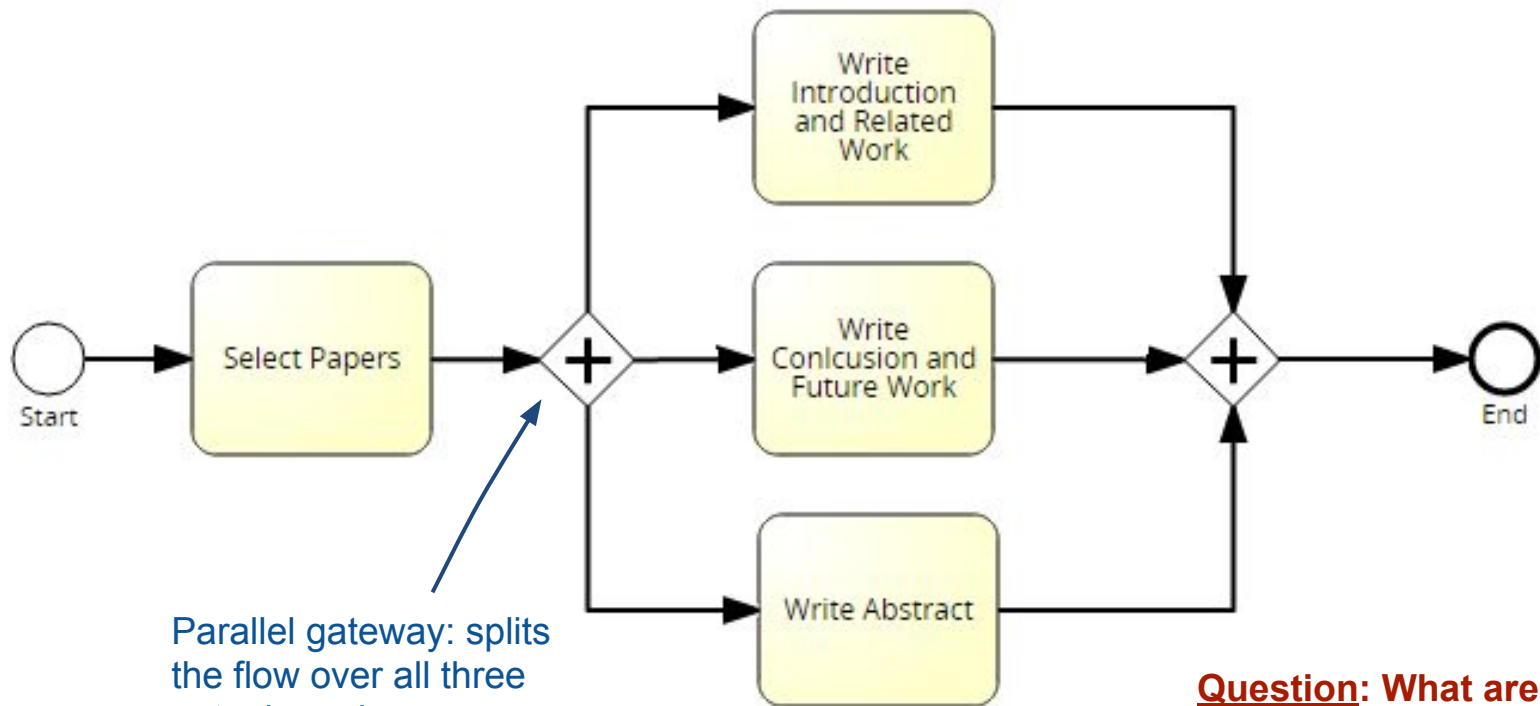 Write
Introduction
and Related
Work
Start
Select Papers
Write
Conlcusion and
Future Work
End
Write Abstract
Parallel gateway: splits
the flow over all three
Question: What are